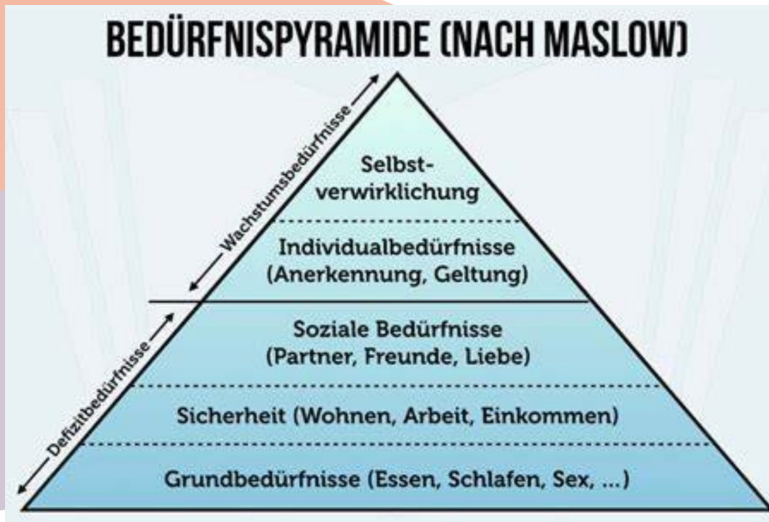 BEDÜRFNISPYRAMIDE (NACH MASLOW)
Wachstumsbedürfnisse
Selbst-
verwirklichung
Individualbedürfnisse
(Anerkennung, Geltung)
Defizitbedürfnisse
Soziale Bedürfnisse
(Partner, Freunde, Liebe)
Sicherheit (Wohnen, Arbeit, Einkommen)
Grundbedürfnisse (Essen, Schlafen, Sex, ...)